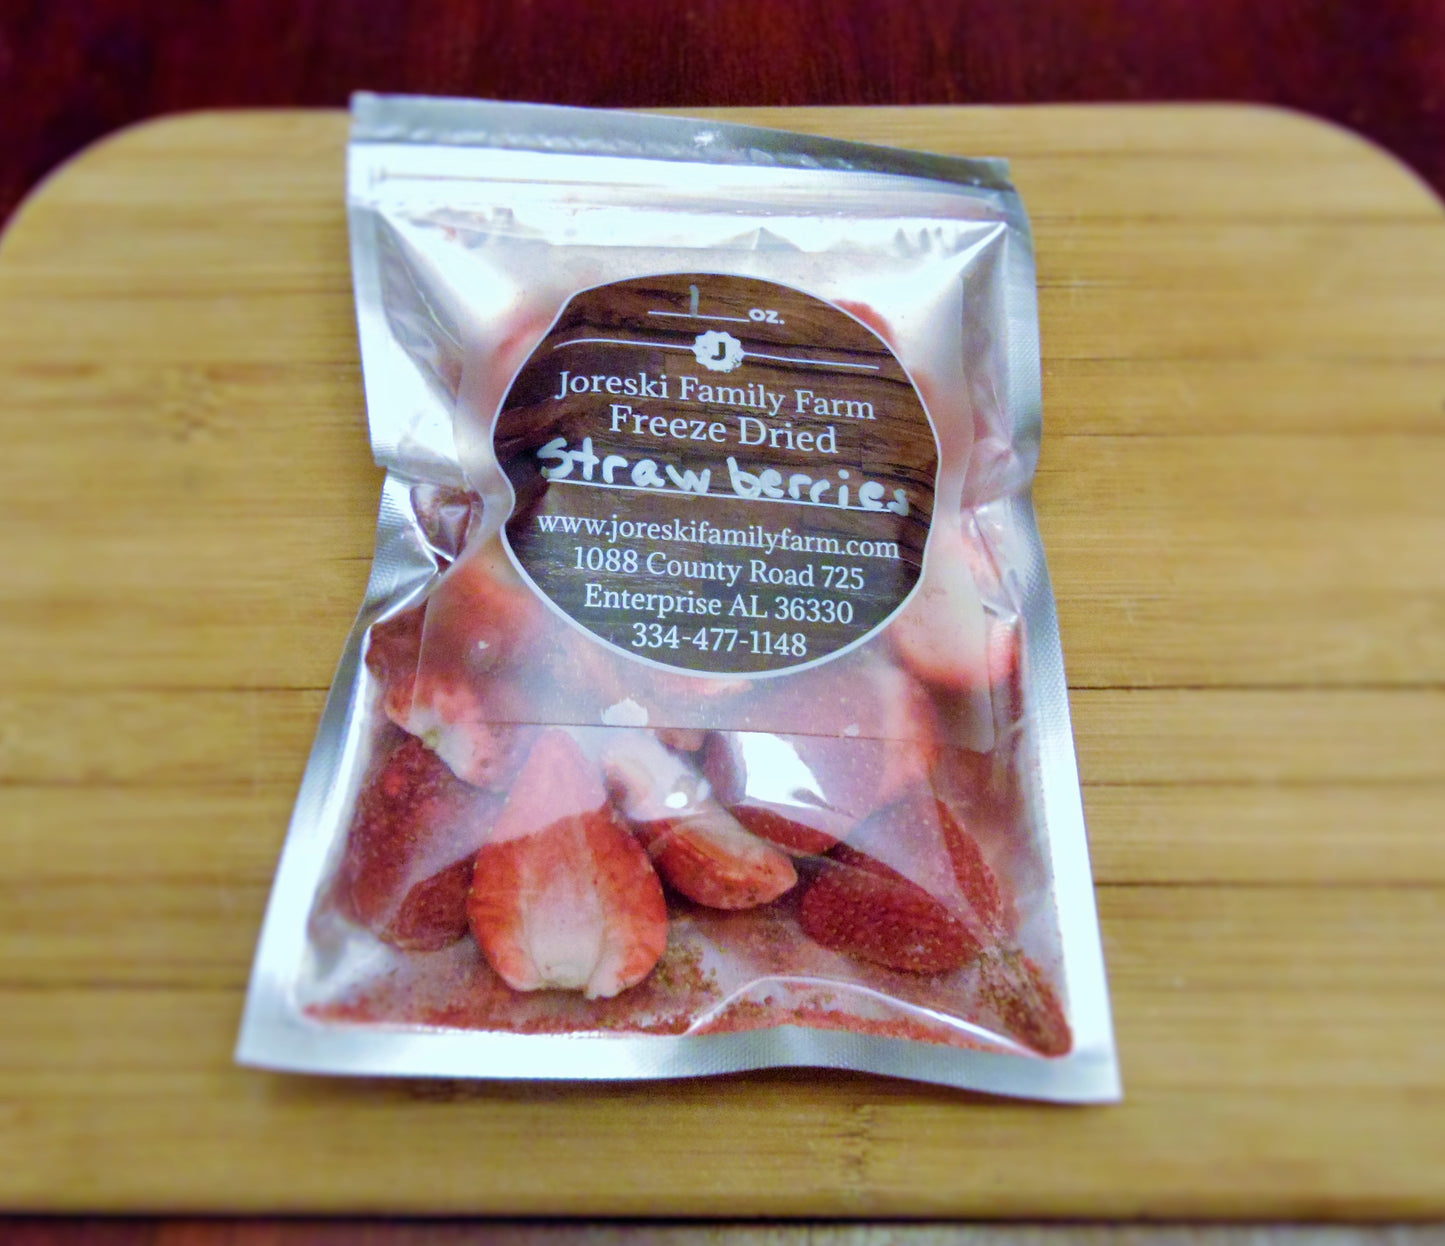 1 oz.
J
Joreski Family Farm
Freeze Dried
Strawberries
www.joreskifamilyfarm.com
1088 County Road 725
Enterprise AL 36330
334-477-1148